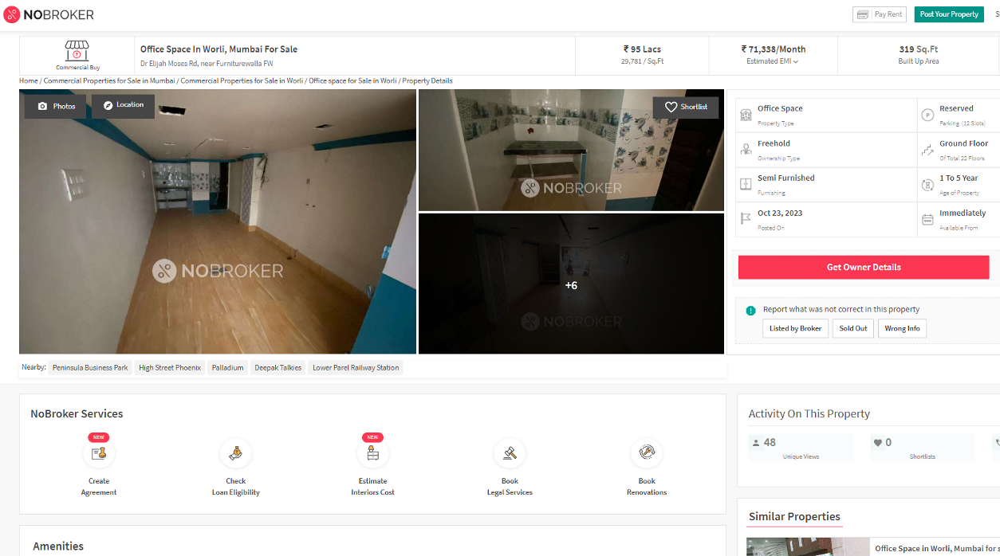 NOBROKER
Pay Rent
Post Your Property
S
Commercial Buy
Office Space In Worli, Mumbai For Sale
Dr Elijah Moses Rd, near Furniturewalla FW
₹ 95 Lacs
29,781 / Sq.Ft
₹ 71,338/Month
Estimated EMI
319 Sq.Ft
Built Up Area
Home / Commercial Properties for Sale in Mumbai / Commercial Properties for Sale in Worli / Office space for Sale in Worli / Property Details
Photos
Location
Shortlist
NOBROKER
NOBROKER
+6
NOBROKER
Office Space
Property Type
Reserved
Parking (12 Slots)
Freehold
Ownership Type
Ground Floor
Of Total 22 Floors
Semi Furnished
Furnishing
1 To 5 Year
Age of Property
Oct 23, 2023
Posted On
Immediately
Available From
Get Owner Details
Report what was not correct in this property
Listed by Broker
Sold Out
Wrong Info
Nearby:
Peninsula Business Park
High Street Phoenix
Palladium
Deepak Talkies
Lower Parel Railway Station
NoBroker Services
NEW
Create
Agreement
Check
Loan Eligibility
NEW
Estimate
Interiors Cost
Book
Legal Services
Book
Renovations
Activity On This Property
48
Unique Views
0
Shortlists
Similar Properties
Office Space in Worli, Mumbai for s
Amenities